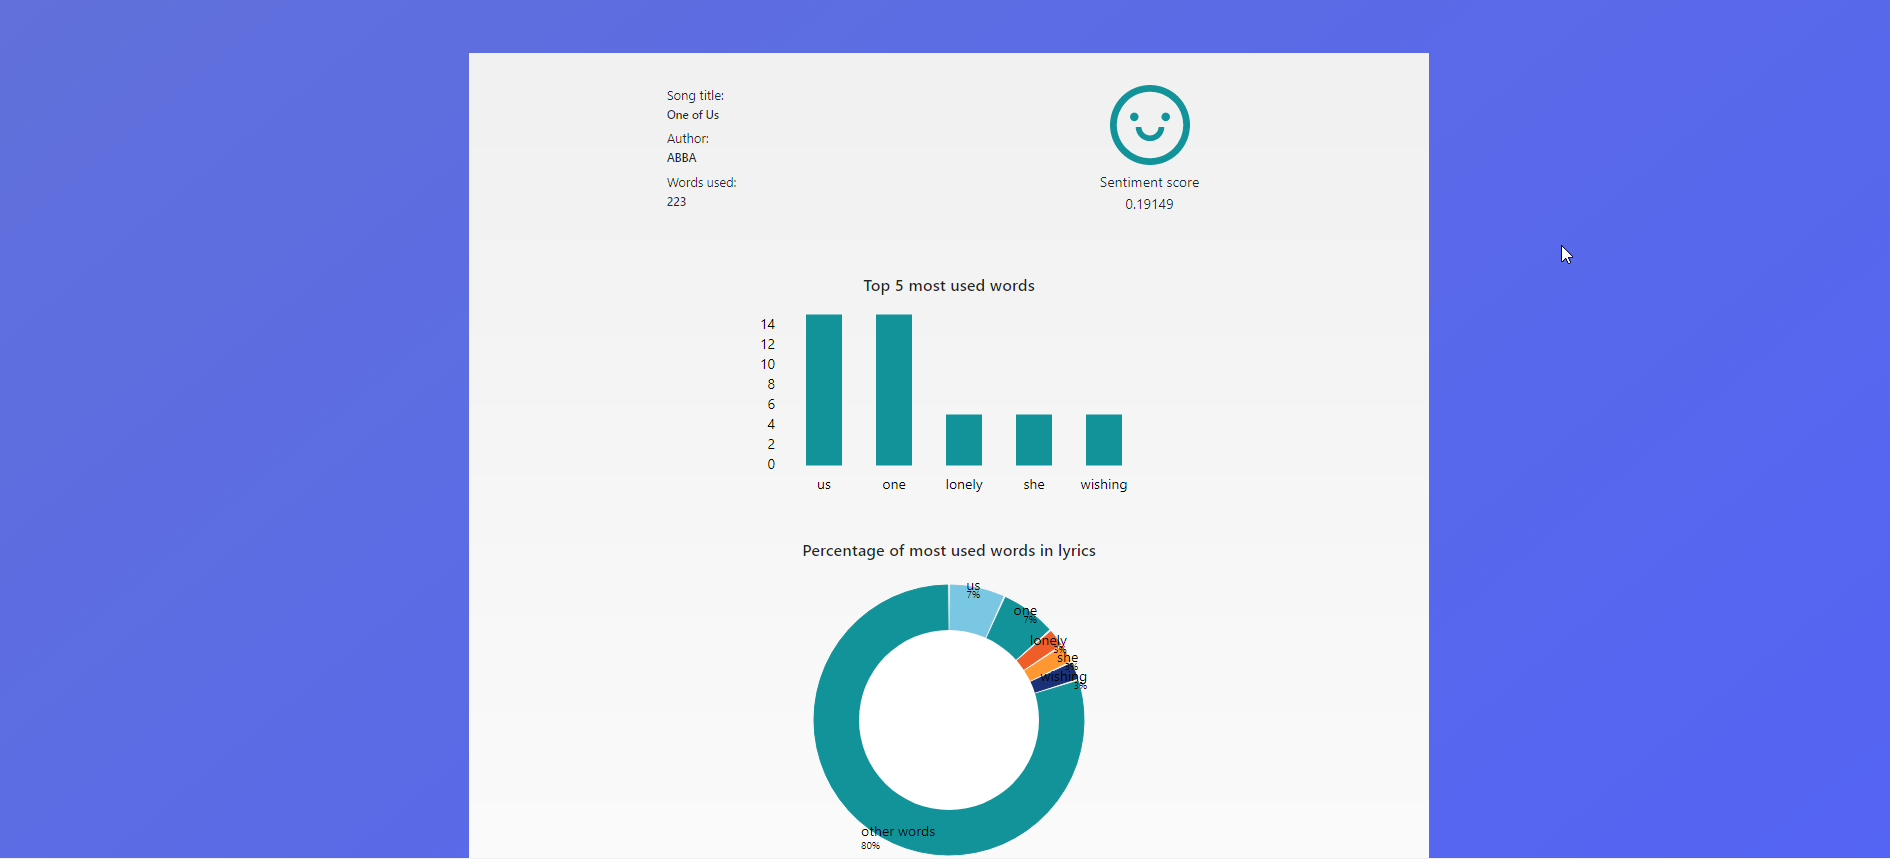 Song title:
One of Us
Author:
ABBA
Words used:
223
Sentiment score
0.19149
Top 5 most used words
14
12
10
8
6
4
2
0
us
one
lonely
she
wishing
Percentage of most used words in lyrics
us
7%
one
7%
lonely
3%
she
3%
wishing
3%
other words
80%